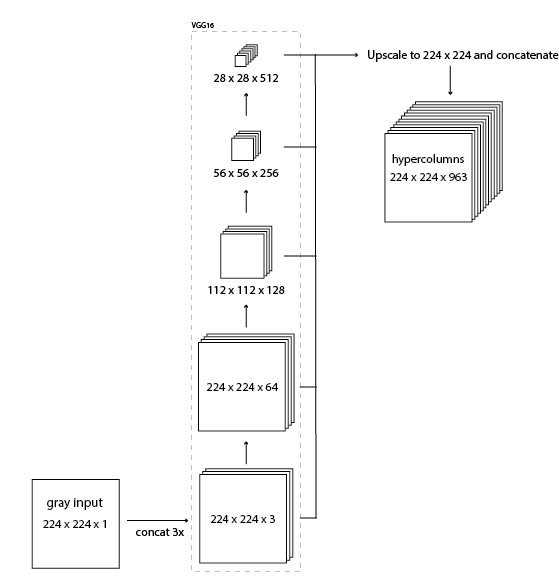 VGG16
28 x 28 x 512
Upscale to 224 x 224 and concatenate
56 x 56 x 256
hypercolumns
224 x 224 x 963
112 x 112 x 128
224 x 224 x 64
gray input
224 x 224 x 1
concat 3x
224 x 224 x 3